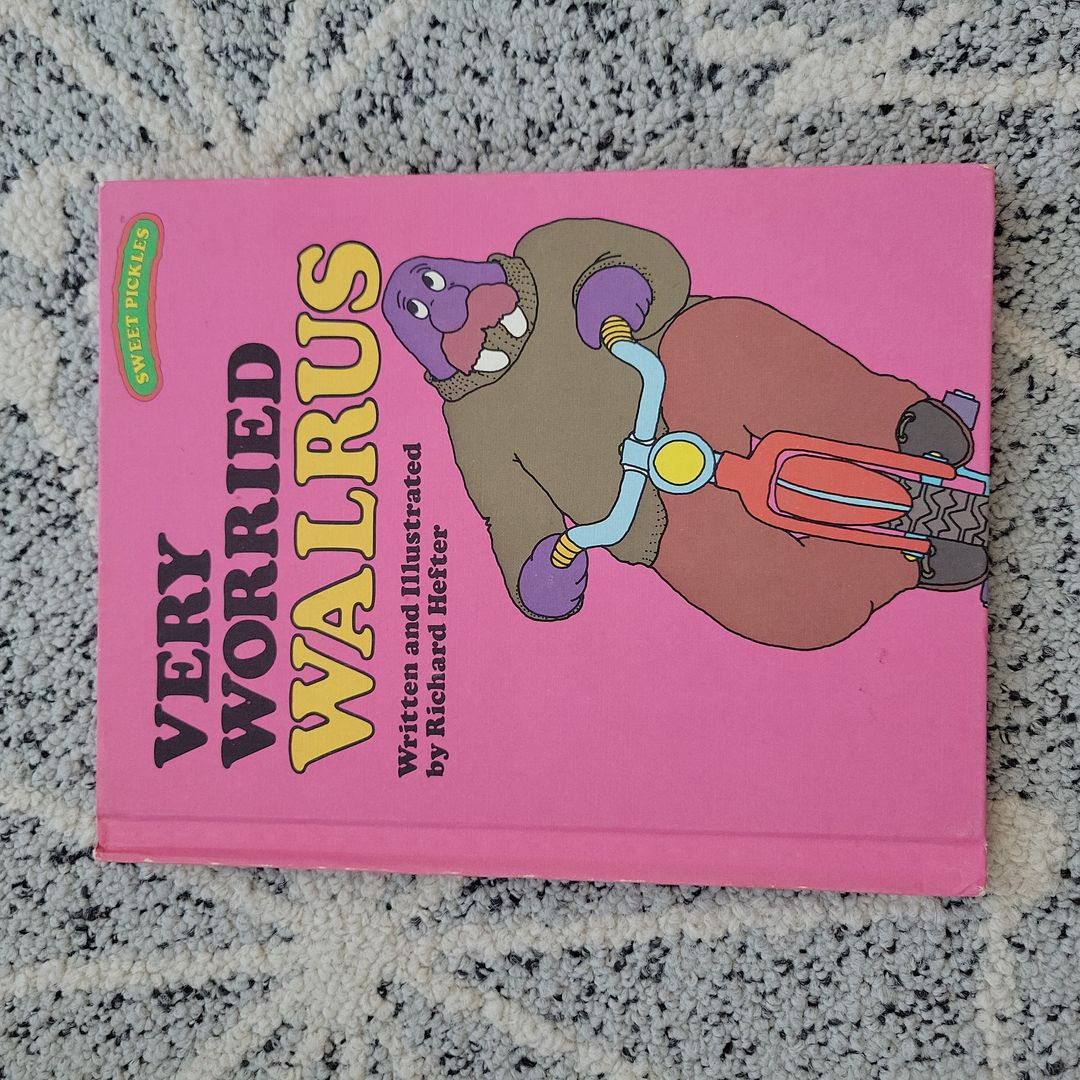 SWEET PICKLES
VERY
WORRIED
WALRUS
Written and Illustrated
by Richard Hefter